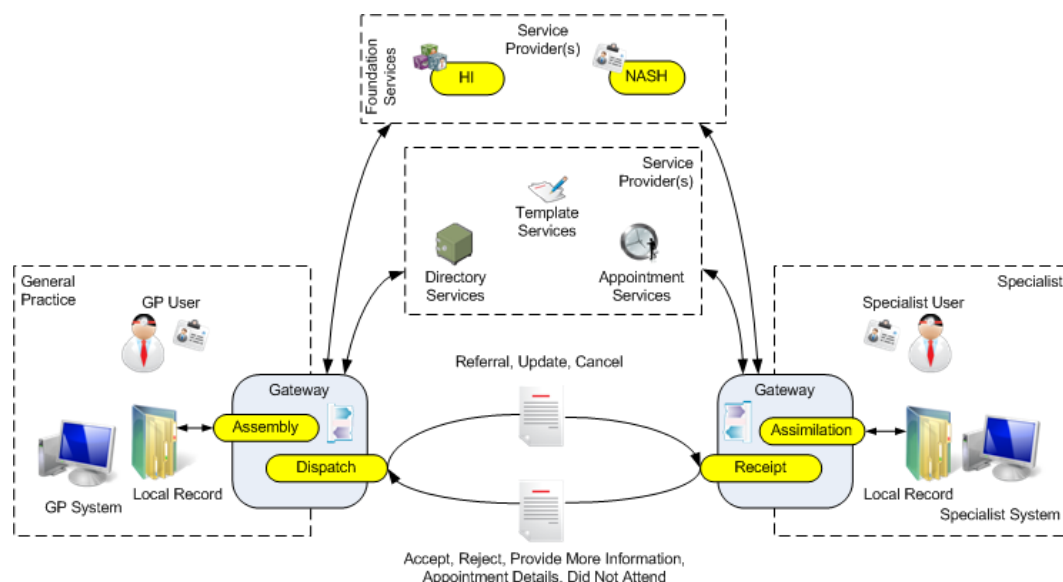 Foundation
Services
Service
Provider(s)
HI
NASH
Service
Provider(s)
Template
Services
Directory
Services
Appointment
Services
General
Practice
GP User
Gateway
Assembly
Dispatch
GP System
Local Record
Referral, Update, Cancel
Accept, Reject, Provide More Information,
Appointment Details, Did Not Attend
Specialist
Specialist User
Gateway
Assimilation
Receipt
Local Record
Specialist System